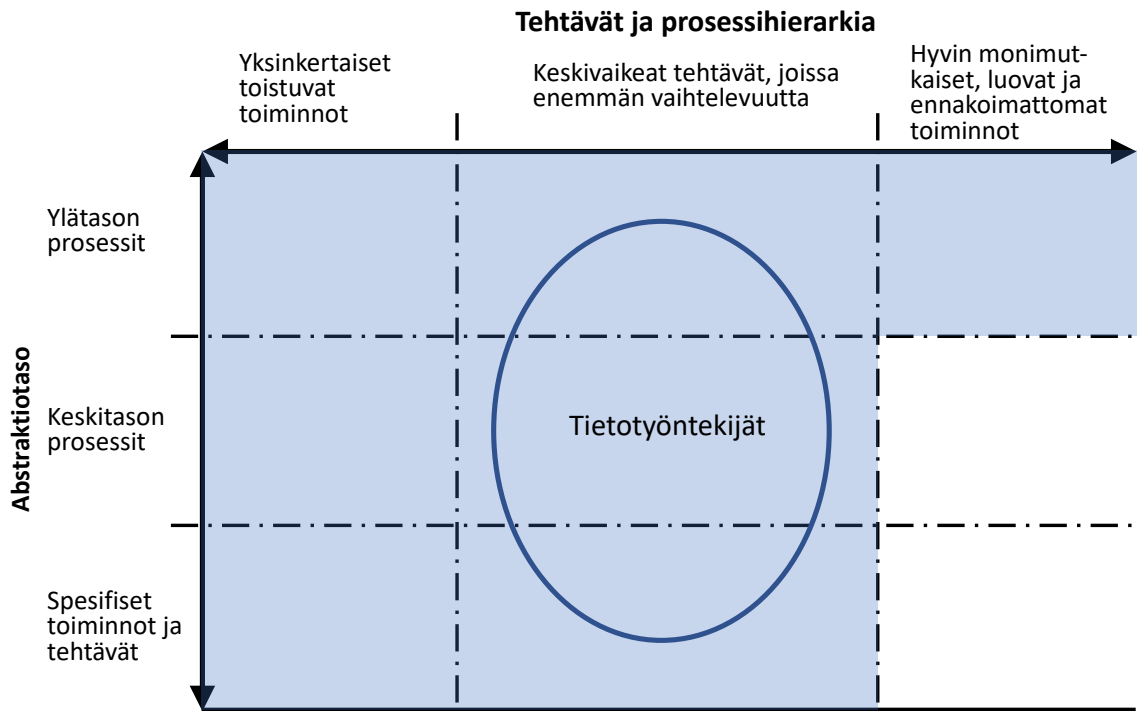 Tehtävät ja prosessihierarkia
Yksinkertaiset
toistuvat
toiminnot
Keskivaikeat tehtävät, joissa
enemmän vaihtelevuutta
Hyvin monimut-
kaiset, luovat ja
ennakoimattomat
toiminnot
Abstraktiotaso
Ylätason
prosessit
Keskitason
prosessit
Spesifiset
toiminnot ja
tehtävät
Tietotyöntekijät